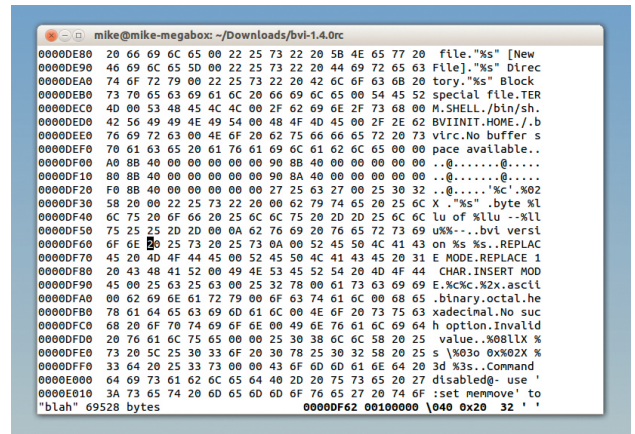 mike@mike-megabox: ~/Downloads/bvi-1.4.0rc
0000DE80 20 66 69 6C 65 00 22 25 73 22 20 5B 4E 65 77 20 file."%s" [New
0000DE90 46 69 6C 65 5D 00 22 25 73 22 20 44 69 72 65 63 File]."%s" Direc
0000DEA0 74 6F 72 79 00 22 25 73 22 20 42 6C 6F 63 6B 20 tory."%s" Block
0000DEB0 73 70 65 63 69 61 6C 20 66 69 6C 65 00 54 45 52 special file.TER
0000DEC0 4D 00 53 48 45 4C 4C 00 2F 62 69 6E 2F 73 68 00 M.SHELL./bin/sh.
0000DED0 42 56 49 49 4E 49 54 00 48 4F 4D 45 00 2F 2E 62 BVIINIT.HOME./.b
0000DEE0 76 69 72 63 00 4E 6F 20 62 75 66 66 65 72 20 73 virc.No buffer s
0000DEF0 70 61 63 65 20 61 76 61 69 6C 61 62 6C 65 00 00 pace available..
0000DF00 A0 8B 40 00 00 00 00 00 90 8B 40 00 00 00 00 00 ..@.......@.....
0000DF10 80 8B 40 00 00 00 00 00 90 8A 40 00 00 00 00 00 ..@.......@.....
0000DF20 F0 8B 40 00 00 00 00 00 27 25 63 27 00 25 30 32 ..@.....'%c'.%02
0000DF30 58 20 00 22 25 73 22 20 00 62 79 74 65 20 25 6C X ."%s" .byte %l
0000DF40 6C 75 20 6F 66 20 25 6C 6C 75 20 2D 2D 25 6C 6C lu of %llu --%ll
0000DF50 75 25 25 2D 2D 00 0A 62 76 69 20 76 65 72 73 69 u%%--..bvi versi
0000DF60 6F 6E 20 25 73 20 25 73 0A 00 52 45 50 4C 41 43 on %s %s..REPLAC
0000DF70 45 20 4D 4F 44 45 00 52 45 50 4C 41 43 45 20 31 E MODE.REPLACE 1
0000DF80 20 43 48 41 52 00 49 4E 53 45 52 54 20 4D 4F 44 CHAR.INSERT MOD
0000DF90 45 00 25 63 25 63 00 25 32 78 00 61 73 63 69 69 E.%c%c.%2x.ascii
0000DFA0 00 62 69 6E 61 72 79 00 6F 63 74 61 6C 00 68 65 .binary.octal.he
0000DFB0 78 61 64 65 63 69 6D 61 6C 00 4E 6F 20 73 75 63 xadecimal.No suc
0000DFC0 68 20 6F 70 74 69 6F 6E 00 49 6E 76 61 6C 69 64 h option.Invalid
0000DFD0 20 76 61 6C 75 65 00 00 25 30 38 6C 6C 58 20 25 value..%08llX %
0000DFE0 73 20 5C 25 30 33 6F 20 30 78 25 30 32 58 20 25 s \%03o 0x%02X %
0000DFF0 33 64 20 25 33 73 00 00 43 6F 6D 6D 61 6E 64 20 3d %3s..Command
0000E000 64 69 73 61 62 6C 65 64 40 2D 20 75 73 65 20 27 disabled@- use '
0000E010 3A 73 65 74 20 6D 65 6D 6D 6F 76 65 27 20 74 6F :set memmove' to
"blah" 69528 bytes 0000DF62 00100000 \040 0x20 32 ' '